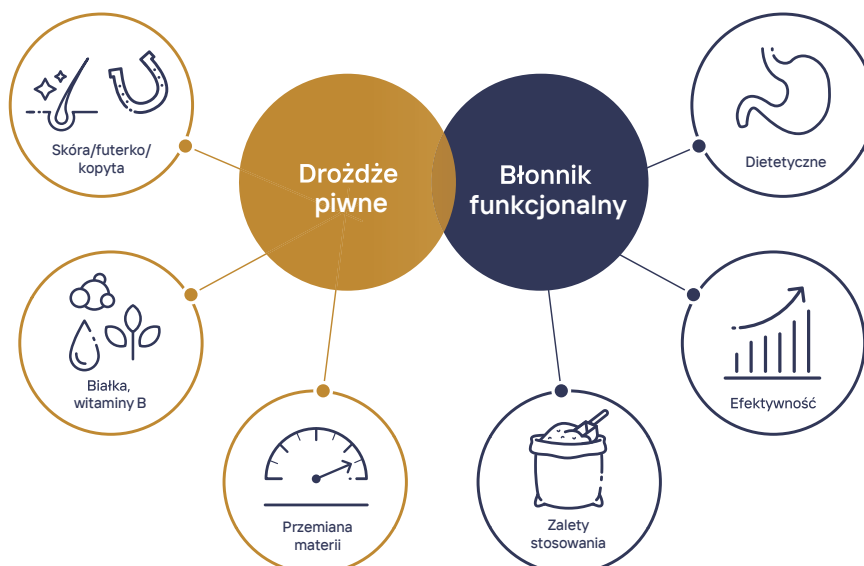 Skóra/futerko/
kopyta
Drożdże
piwne
Błonnik
funkcjonalny
Dietetyczne
Białka,
witaminy B
Efektywność
Przemiana
materii
Zalety
stosowania